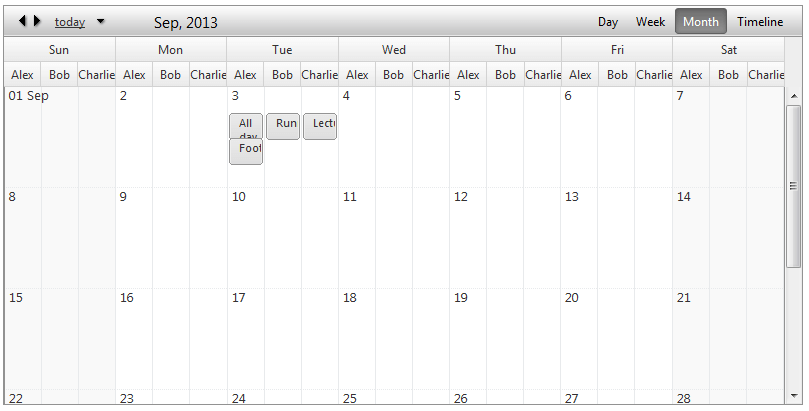 today Sep, 2013 Day Week Month Timeline
Sun Mon Tue Wed Thu Fri Sat
Alex Bob Charlie Alex Bob Charlie Alex Bob Charlie Alex Bob Charlie Alex Bob Charlie Alex Bob Charlie Alex Bob Charlie
01 Sep 2 3 4 5 6 7
All Run Lectu
day
Foot
8 9 10 11 12 13 14
15 16 17 18 19 20 21
22 23 24 25 26 27 28